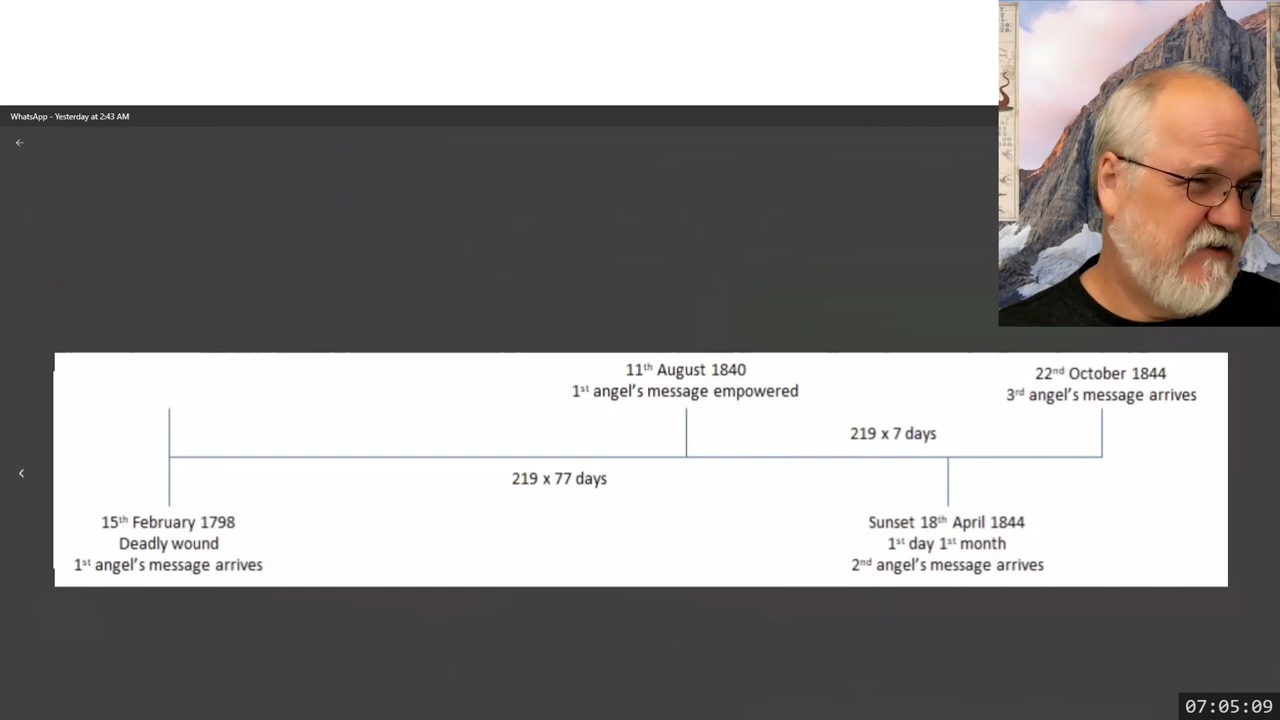 WhatsApp - Yesterday at 2:43 AM
11th August 1840
1st angel's message empowered
22nd October 1844
3rd angel's message arrives
219 x 7 days
219 x 77 days
15th February 1798
Deadly wound
1st angel's message arrives
Sunset 18th April 1844
1st day 1st month
2nd angel's message arrives
07:05:09